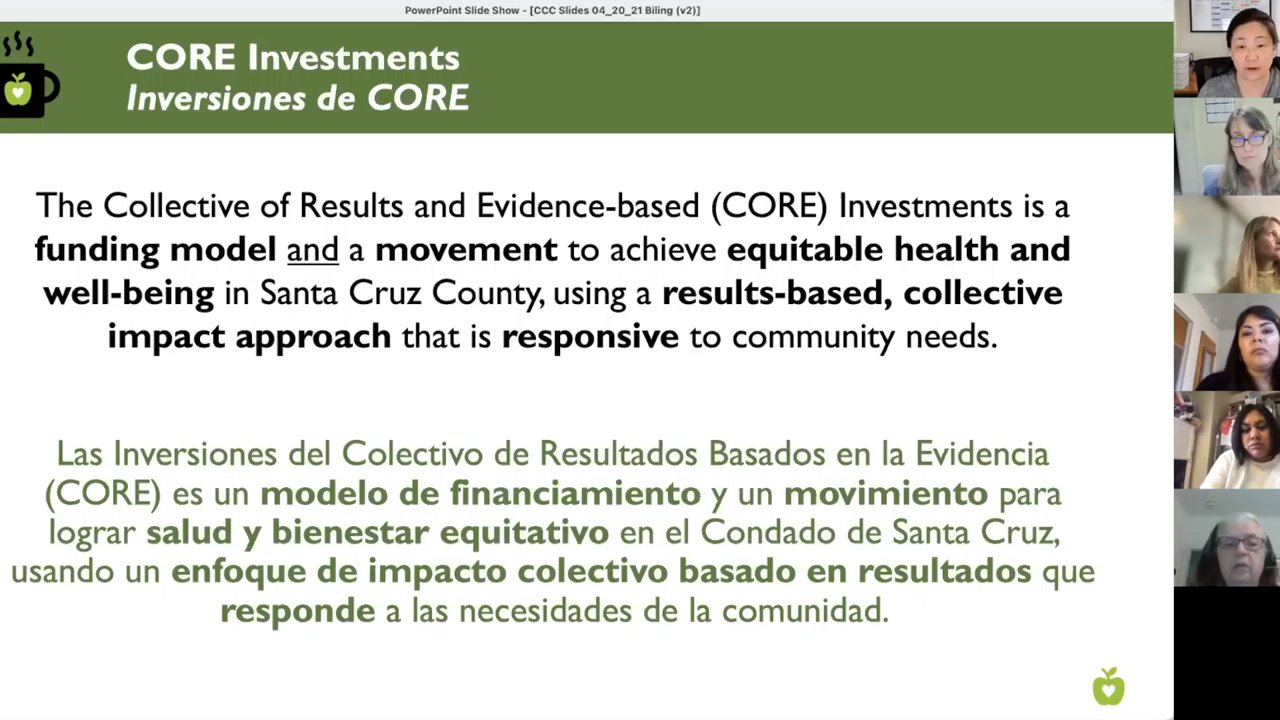 PowerPoint Slide Show - [CCC Slides 04_20_21 Biling (v2)]
CORE Investments
Inversiones de CORE
The Collective of Results and Evidence-based (CORE) Investments is a
funding model and a movement to achieve equitable health and
well-being in Santa Cruz County, using a results-based, collective
impact approach that is responsive to community needs.
Las Inversiones del Colectivo de Resultados Basados en la Evidencia
(CORE) es un modelo de financiamiento y un movimiento para
lograr salud y bienestar equitativo en el Condado de Santa Cruz,
usando un enfoque de impacto colectivo basado en resultados que
responde a las necesidades de la comunidad.